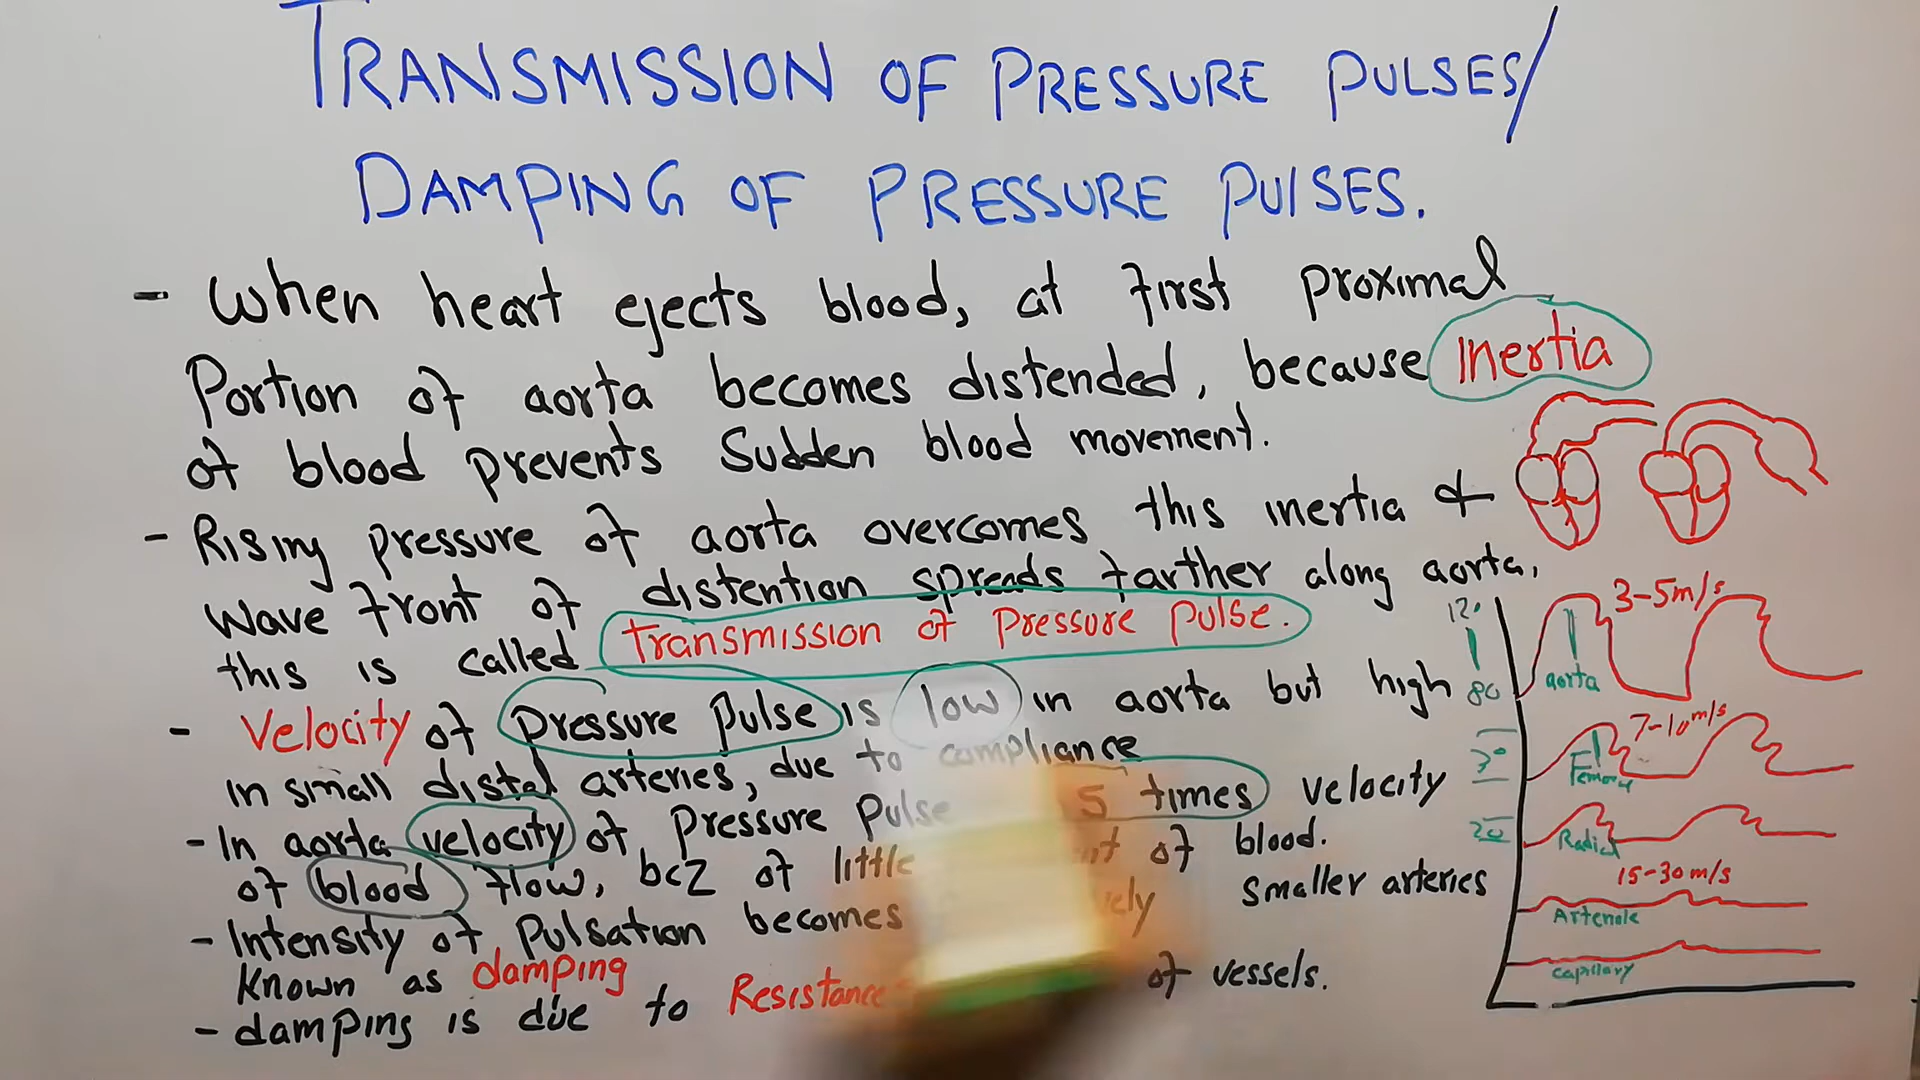 TRANSMISSION OF PRESSURE PULSES/
DAMPING OF PRESSURE PULSES.
- When heart ejects blood, at first proximal
Portion of aorta becomes distended, because inertia
of blood prevents Sudden blood movement.
- Rising pressure of aorta overcomes this inertia &
wave front of distention spreads farther along aorta,
this is called transmission of pressure pulse.
- Velocity of pressure pulse is low in aorta but high
in small distal arteries, due to compliance
- In aorta velocity of pressure pulse 15 times velocity
of blood flow, bcz of little of blood.
- Intensity of Pulsation becomes smaller arteries
Known as damping
- damping is due to Resistance of vessels.
120
80
3-5m/s
aorta
30
7-10m/s
20
Radial
15-30m/s
Arteriole
capillary